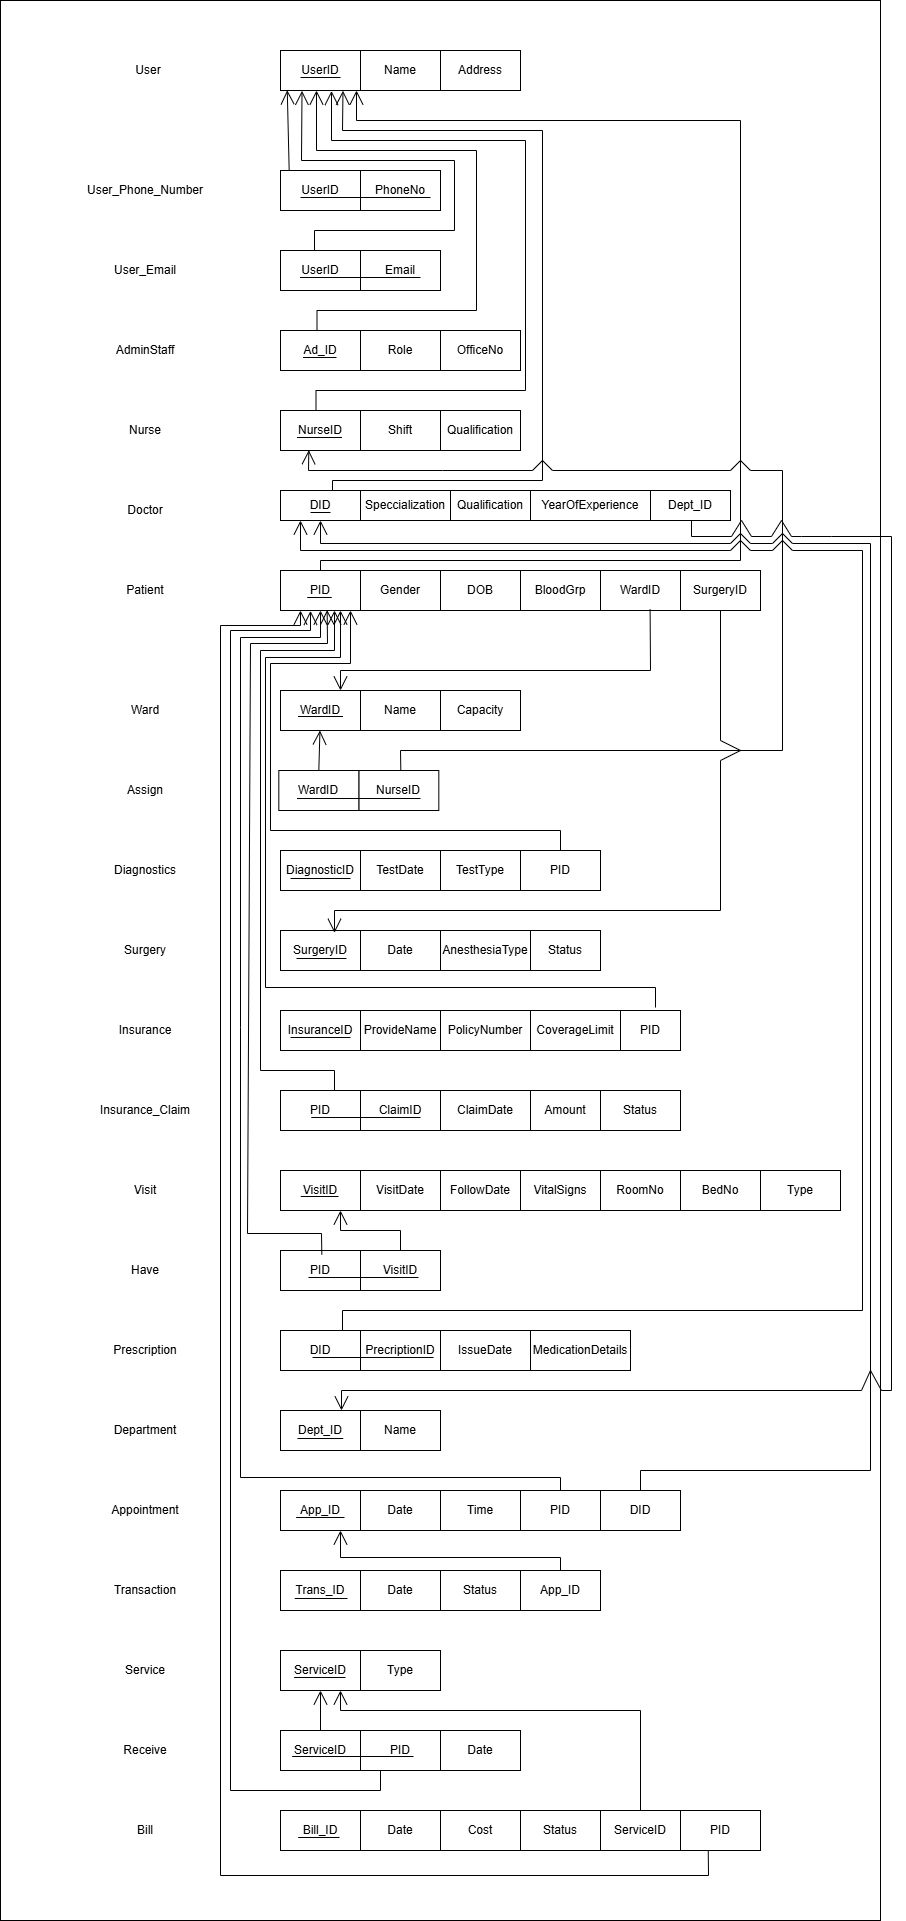 User UserID Name Address
User_Phone_Number UserID PhoneNo
User_Email UserID Email
AdminStaff Ad_ID Role OfficeNo
Nurse NurseID Shift Qualification
Doctor DID Speccialization Qualification YearOfExperience Dept_ID
Patient PID Gender DOB BloodGrp WardID SurgeryID
Ward WardID Name Capacity
Assign WardID NurseID
Diagnostics DiagnosticID TestDate TestType PID
Surgery SurgeryID Date AnesthesiaType Status
Insurance InsuranceID ProvideName PolicyNumber CoverageLimit PID
Insurance_Claim PID ClaimID ClaimDate Amount Status
Visit VisitID VisitDate FollowDate VitalSigns RoomNo BedNo Type
Have PID VisitID
Prescription DID PrecriptionID IssueDate MedicationDetails
Department Dept_ID Name
Appointment App_ID Date Time PID DID
Transaction Trans_ID Date Status App_ID
Service ServiceID Type
Receive ServiceID PID Date
Bill Bill_ID Date Cost Status ServiceID PID